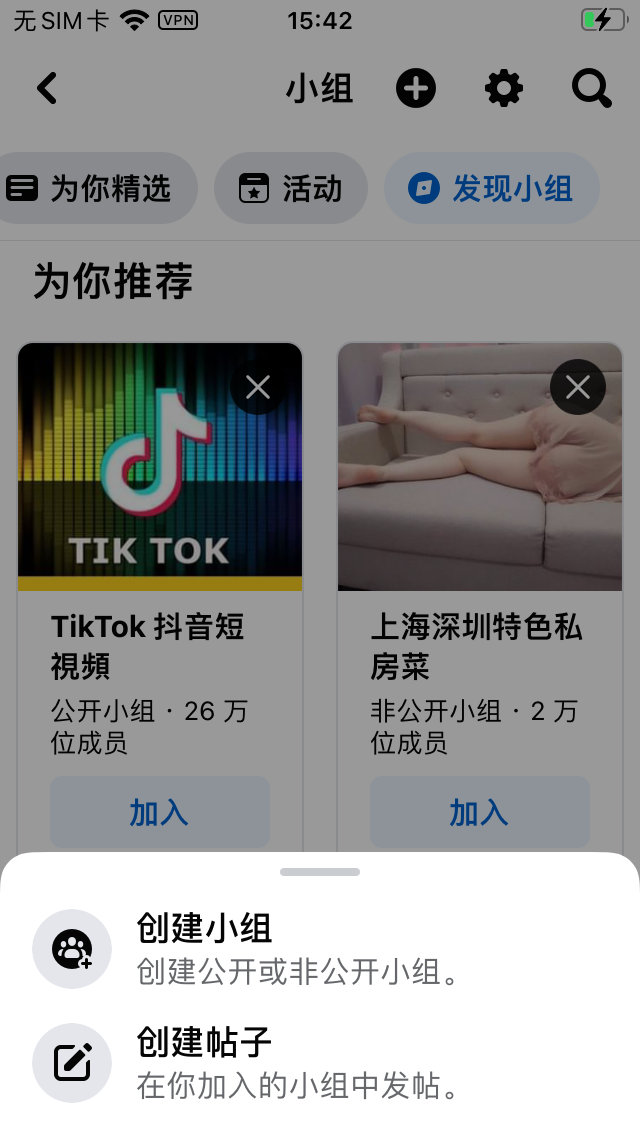 无SIM卡 VPN 15:42
小组
为你精选 活动 发现小组
为你推荐
TIK TOK
TikTok 抖音短
視頻
公开小组 · 26 万
位成员
加入
上海深圳特色私
房菜
非公开小组 · 2 万
位成员
加入
创建小组
创建公开或非公开小组。
创建帖子
在你加入的小组中发帖。